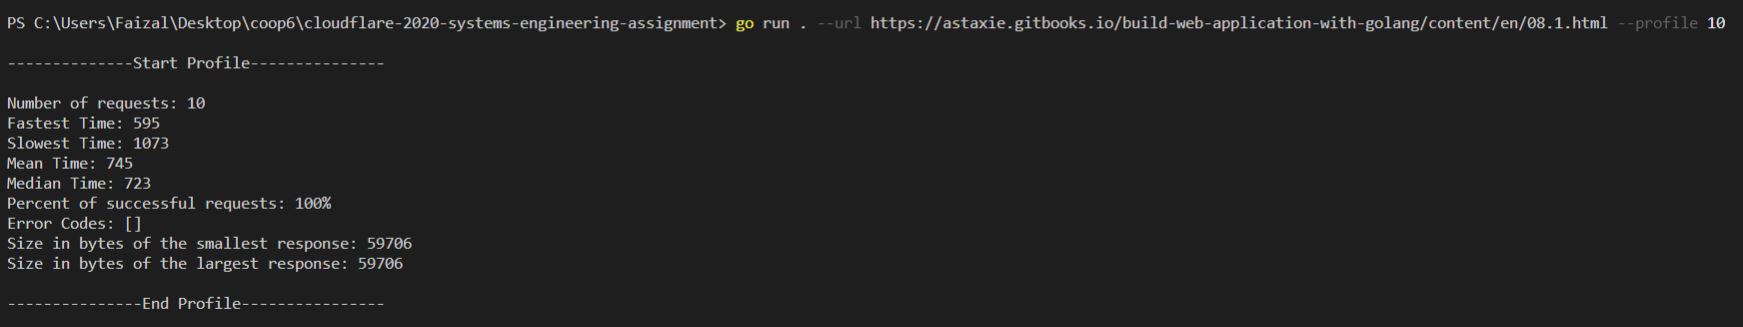 PS C:\Users\Faizal\Desktop\coop6\cloudflare-2020-systems-engineering-assignment> go run . --url https://astaxie.gitbooks.io/build-web-application-with-golang/content/en/08.1.html --profile 10
--------------Start Profile---------------
Number of requests: 10
Fastest Time: 595
Slowest Time: 1073
Mean Time: 745
Median Time: 723
Percent of successful requests: 100%
Error Codes: []
Size in bytes of the smallest response: 59706
Size in bytes of the largest response: 59706
---------------End Profile----------------